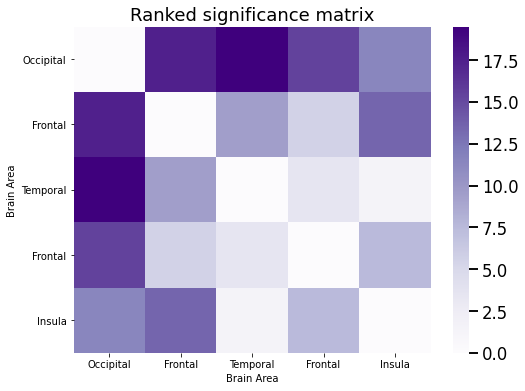 Ranked significance matrix
Occipital
Frontal
Temporal
Frontal
Insula
Brain Area
Occipital Frontal Temporal Frontal Insula
Brain Area
17.5
15.0
12.5
10.0
7.5
5.0
2.5
0.0